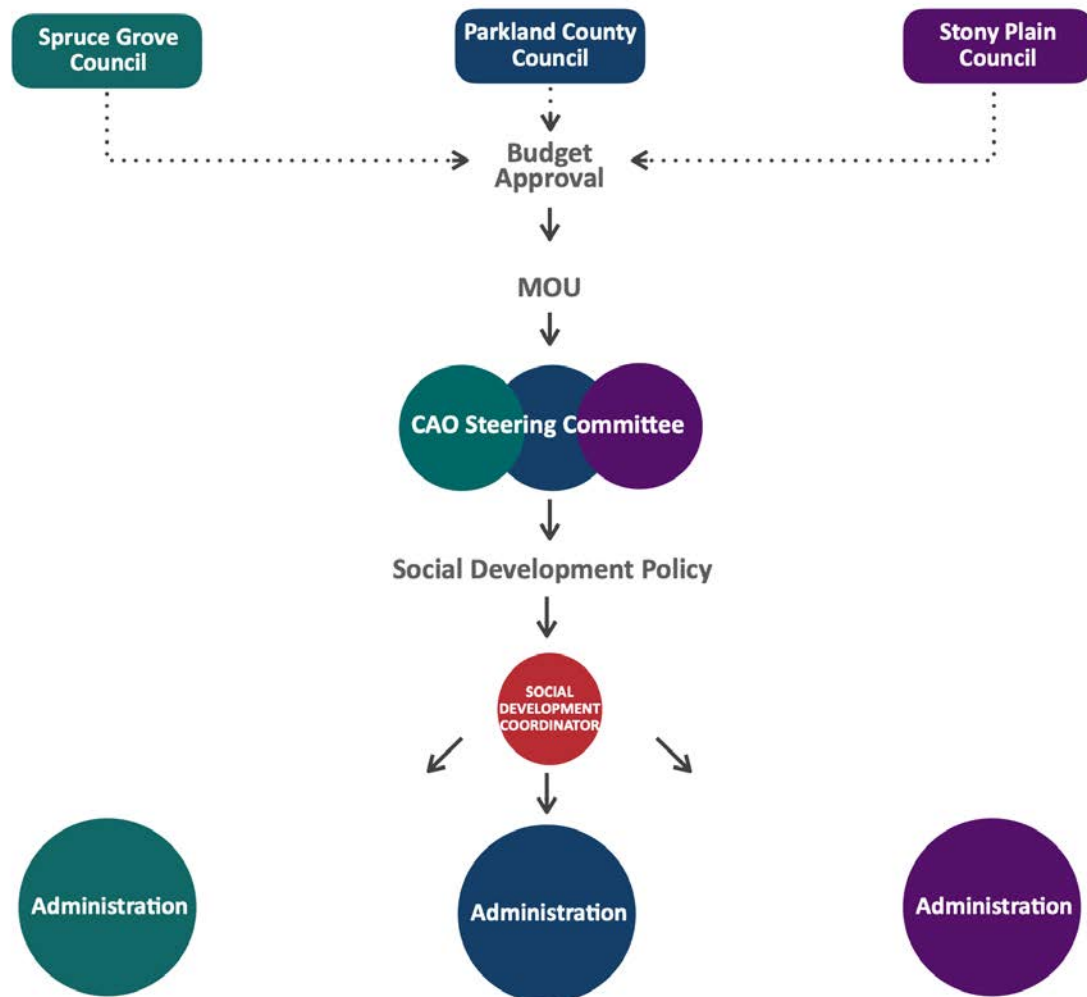 Spruce Grove
Council
Parkland County
Council
Stony Plain
Council
Budget
Approval
MOU
CAO Steering Committee
Social Development Policy
SOCIAL
DEVELOPMENT
COORDINATOR
Administration
Administration
Administration